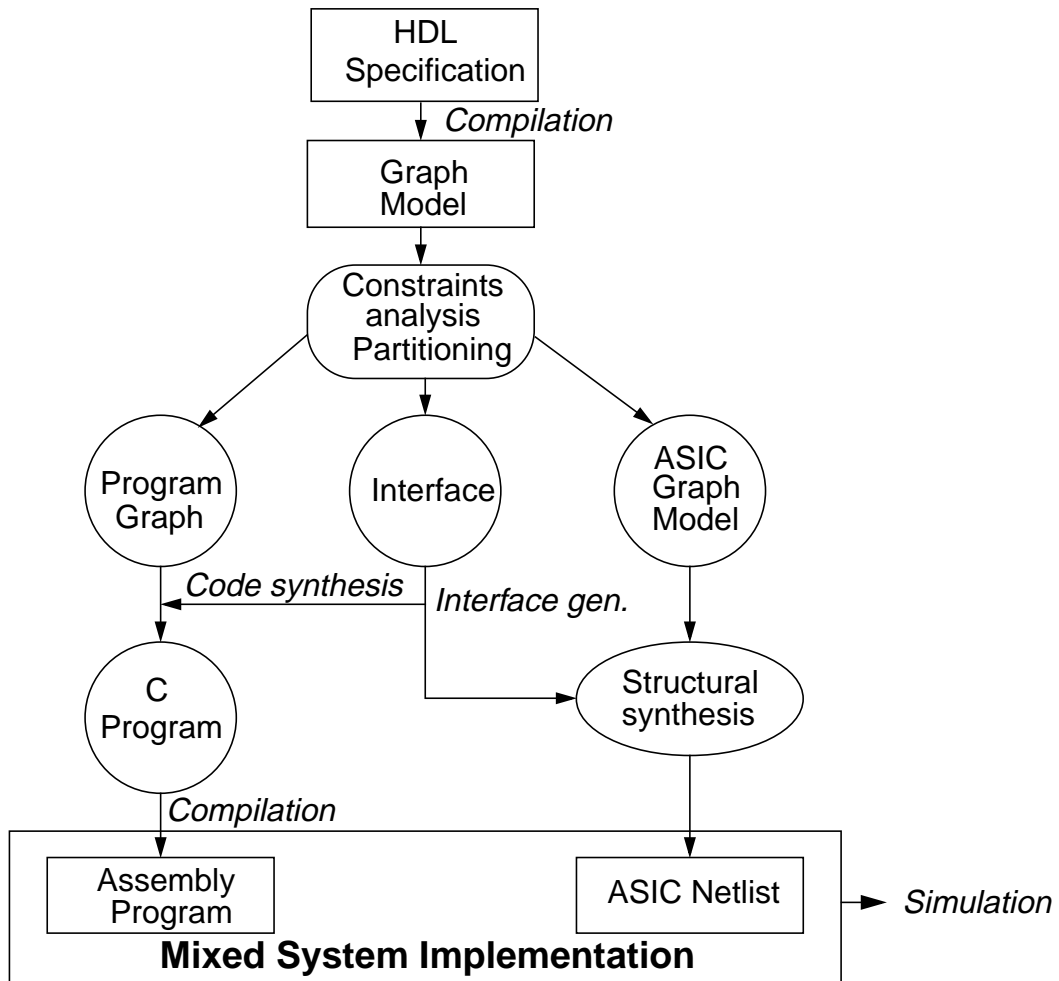 HDL
Specification
Compilation
Graph
Model
Constraints
analysis
Partitioning
Program
Graph
Interface
ASIC
Graph
Model
Code synthesis
Interface gen.
C
Program
Structural
synthesis
Compilation
Assembly
Program
ASIC Netlist
Simulation
Mixed System Implementation